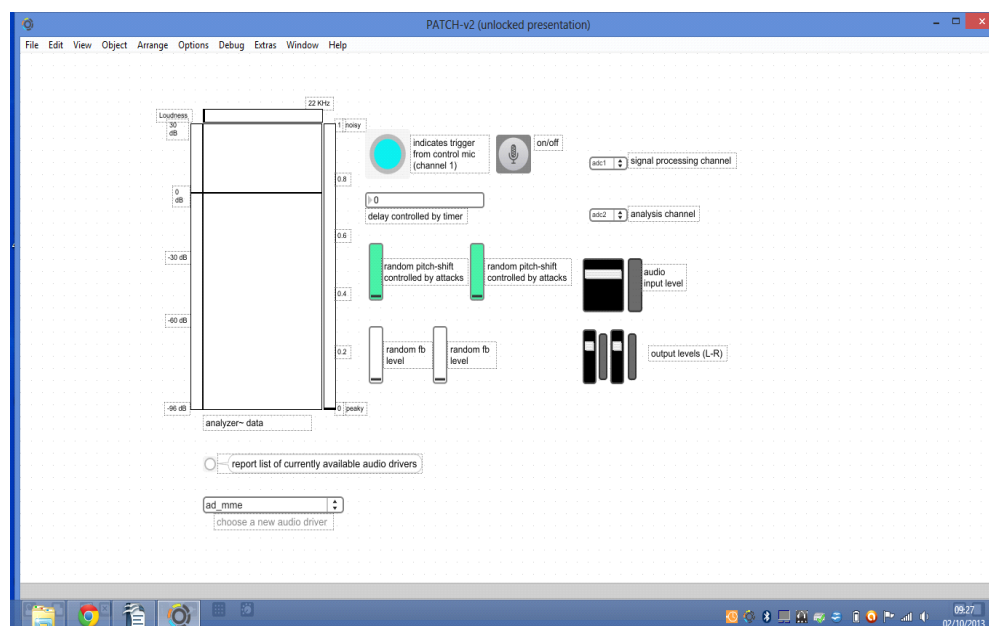 PATCH-v2 (unlocked presentation)
File Edit View Object Arrange Options Debug Extras Window Help
22 KHz
Loudness
30
dB
0
dB
-30 dB
-60 dB
-96 dB
1 noisy
0.8
0.6
0.4
0.2
0 peaky
analyzer~ data
indicates trigger
from control mic
(channel 1)
on/off
0
delay controlled by timer
random pitch-shift
controlled by attacks
random pitch-shift
controlled by attacks
random fb
level
random fb
level
adc1
signal processing channel
adc2
analysis channel
audio
input level
output levels (L-R)
report list of currently available audio drivers
ad_mme
choose a new audio driver
09:27
02/10/2013